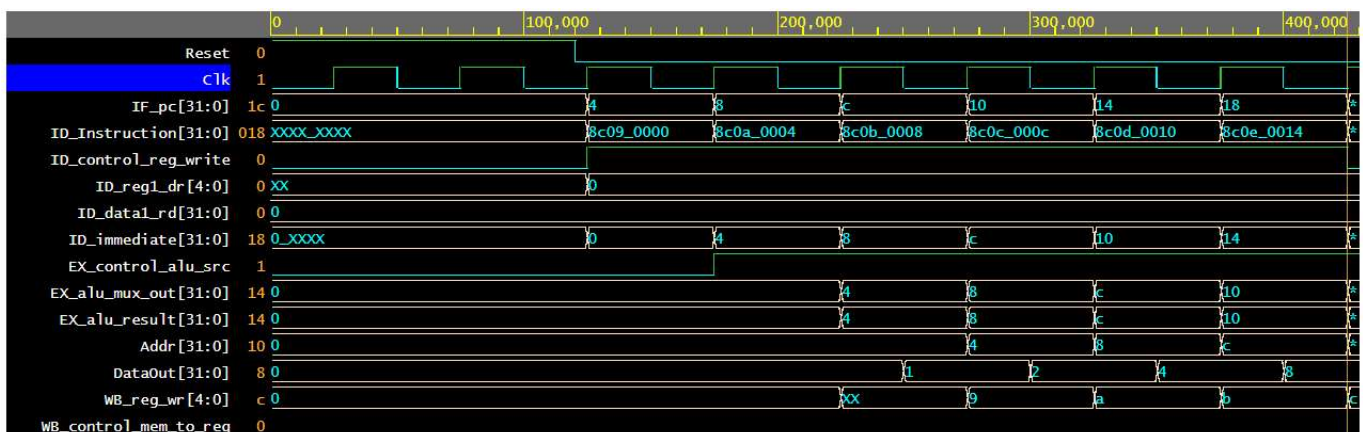 0 100,000 200,000 300,000 400,000
Reset 0
Clk 1
IF_pc[31:0] 1c 0 4 8 c 10 14 18 *
ID_Instruction[31:0] 018 XXXX_XXXX 8c09_0000 8c0a_0004 8c0b_0008 8c0c_000c 8c0d_0010 8c0e_0014 *
ID_control_reg_write 0
ID_reg1_dr[4:0] 0 XX 0
ID_data1_rd[31:0] 0 0
ID_immediate[31:0] 18 0_XXXX 0 4 8 c 10 14 *
EX_control_alu_src 1
EX_alu_mux_out[31:0] 14 0 4 8 c 10 *
EX_alu_result[31:0] 14 0 4 8 c 10 *
Addr[31:0] 10 0 4 8 c *
DataOut[31:0] 8 0 1 2 4 8
WB_reg_wr[4:0] c 0 XX 9 a b c
WB_control_mem_to_reg 0